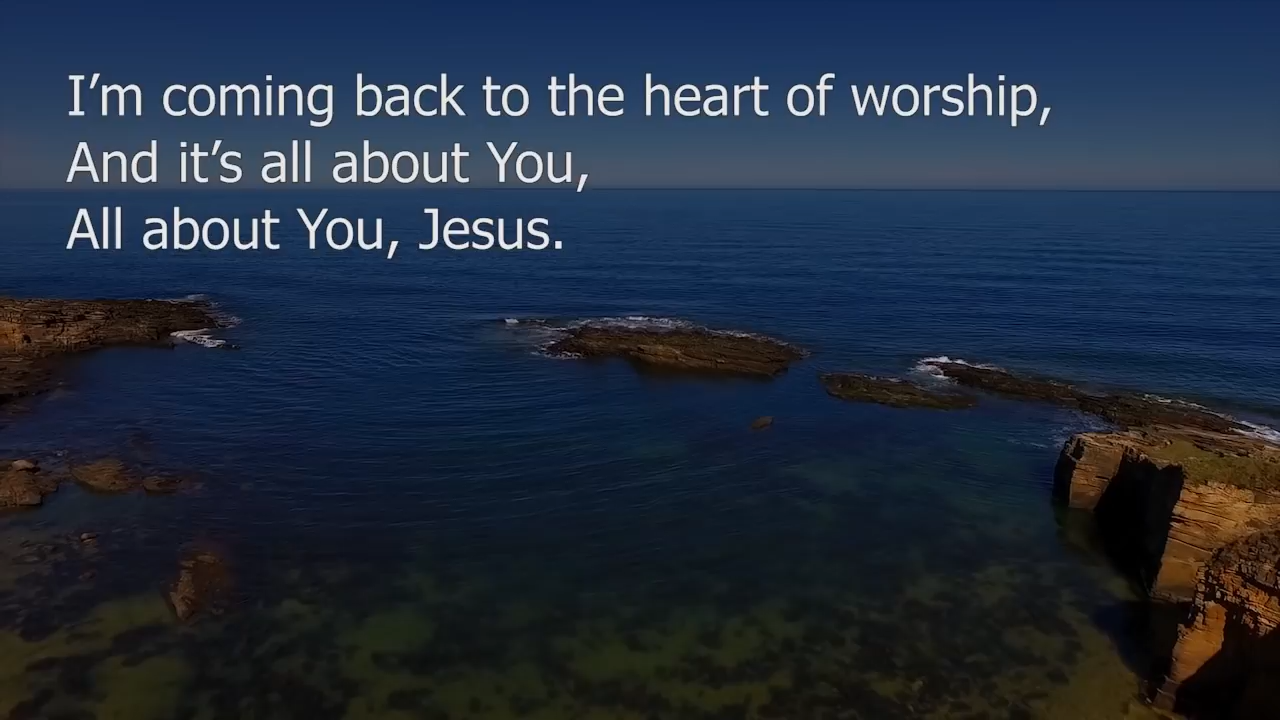 I’m coming back to the heart of worship,
And it’s all about You,
All about You, Jesus.